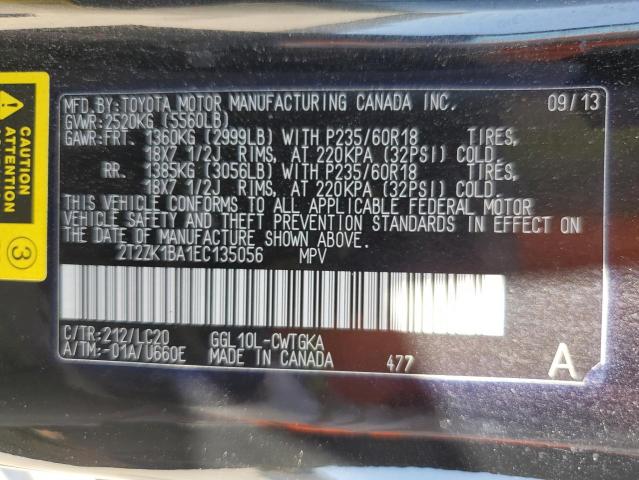 MFD.BY:TOYOTA MOTOR MANUFACTURING CANADA INC. 09/13
GVWR:2520KG (5560LB)
GAWR:FRT. 1360KG (2999LB) WITH P235/60R18 TIRES,
18X7 1/2J RIMS, AT 220KPA (32PSI) COLD.
RR. 1385KG (3056LB) WITH P235/60R18 TIRES,
18X7 1/2J RIMS, AT 220KPA (32PSI) COLD.
THIS VEHICLE CONFORMS TO ALL APPLICABLE FEDERAL MOTOR
VEHICLE SAFETY AND THEFT PREVENTION STANDARDS IN EFFECT ON
THE DATE OF MANUFACTURE SHOWN ABOVE.
2T2ZK1BA1EC135056 MPV
C/TR:212/LC20 GGL10L-CWTGKA
A/TM:-01A/U660E MADE IN CANADA 477 A
3